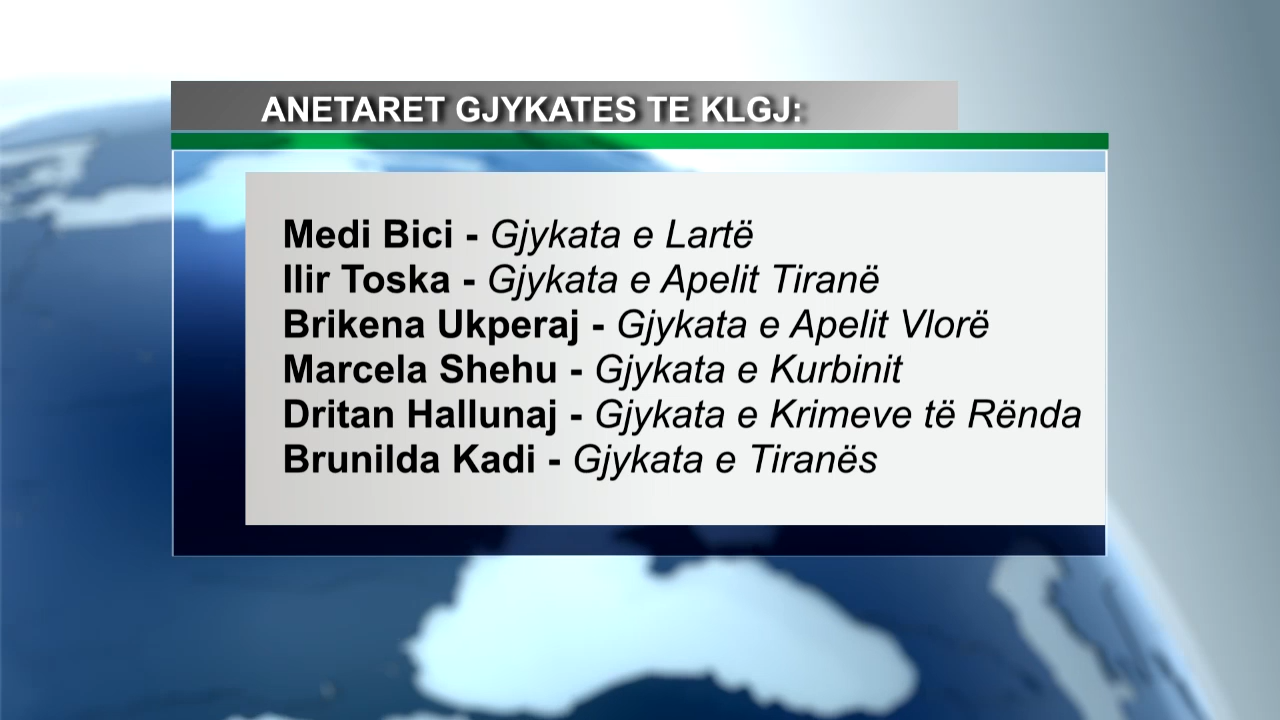 ANETARET GJYKATES TE KLGJ:
Medi Bici - Gjykata e Lartë
Ilir Toska - Gjykata e Apelit Tiranë
Brikena Ukperaj - Gjykata e Apelit Vlorë
Marcela Shehu - Gjykata e Kurbinit
Dritan Hallunaj - Gjykata e Krimeve të Rënda
Brunilda Kadi - Gjykata e Tiranës